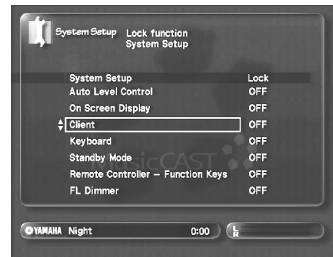 System Setup Lock function
System Setup
System Setup Lock
Auto Level Control OFF
On Screen Display OFF
Client OFF
Keyboard OFF
Standby Mode OFF
Remote Controller – Function Keys OFF
FL Dimmer OFF
MusicCAST
YAMAHA Night 0:00 L
R